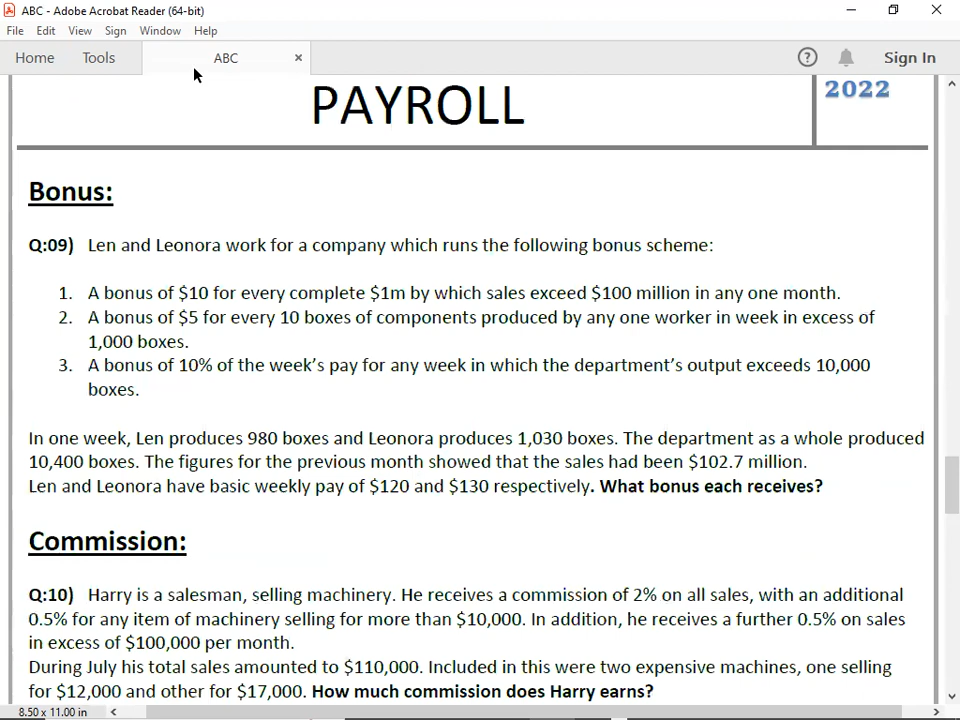 ABC - Adobe Acrobat Reader (64-bit)
File Edit View Sign Window Help
Home Tools ABC × ? Sign In
PAYROLL 2022
Bonus:
Q:09) Len and Leonora work for a company which runs the following bonus scheme:
1. A bonus of $10 for every complete $1m by which sales exceed $100 million in any one month.
2. A bonus of $5 for every 10 boxes of components produced by any one worker in week in excess of
1,000 boxes.
3. A bonus of 10% of the week's pay for any week in which the department's output exceeds 10,000
boxes.
In one week, Len produces 980 boxes and Leonora produces 1,030 boxes. The department as a whole produced
10,400 boxes. The figures for the previous month showed that the sales had been $102.7 million.
Len and Leonora have basic weekly pay of $120 and $130 respectively. What bonus each receives?
Commission:
Q:10) Harry is a salesman, selling machinery. He receives a commission of 2% on all sales, with an additional
0.5% for any item of machinery selling for more than $10,000. In addition, he receives a further 0.5% on sales
in excess of $100,000 per month.
During July his total sales amounted to $110,000. Included in this were two expensive machines, one selling
for $12,000 and other for $17,000. How much commission does Harry earns?
8.50 x 11.00 in